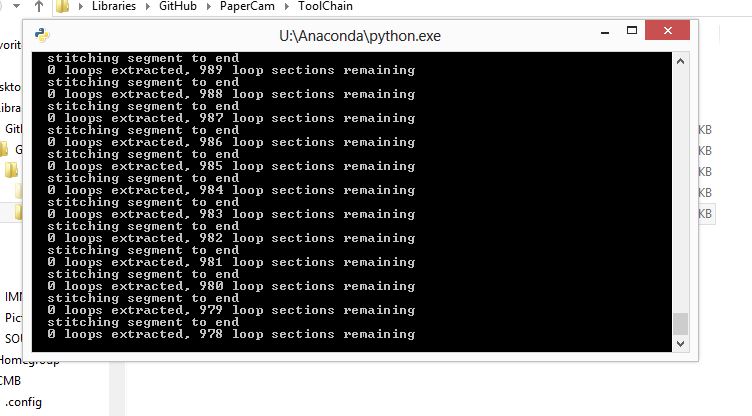 Libraries GitHub PaperCam ToolChain
U:\Anaconda\python.exe
stitching segment to end
0 loops extracted, 989 loop sections remaining
stitching segment to end
0 loops extracted, 988 loop sections remaining
stitching segment to end
0 loops extracted, 987 loop sections remaining
stitching segment to end
0 loops extracted, 986 loop sections remaining
stitching segment to end
0 loops extracted, 985 loop sections remaining
stitching segment to end
0 loops extracted, 984 loop sections remaining
stitching segment to end
0 loops extracted, 983 loop sections remaining
stitching segment to end
0 loops extracted, 982 loop sections remaining
stitching segment to end
0 loops extracted, 981 loop sections remaining
stitching segment to end
0 loops extracted, 980 loop sections remaining
stitching segment to end
0 loops extracted, 979 loop sections remaining
stitching segment to end
0 loops extracted, 978 loop sections remaining
KB
KB
KB
KB
KB
avorite
sktop
ibra
Git
G
IMI
Pic
SOU
Homegroup
CMB
.config